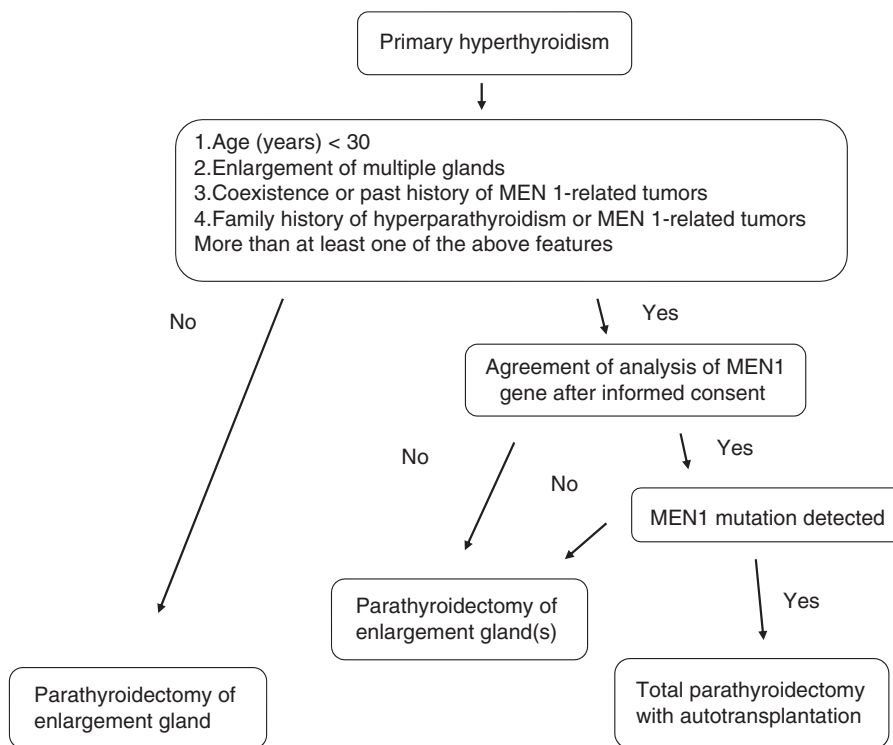 Primary hyperthyroidism
1.Age (years) < 30
2.Enlargement of multiple glands
3.Coexistence or past history of MEN 1-related tumors
4.Family history of hyperparathyroidism or MEN 1-related tumors
More than at least one of the above features
No
Yes
Agreement of analysis of MEN1
gene after informed consent
No
Yes
No
MEN1 mutation detected
Parathyroidectomy of
enlargement gland(s)
Yes
Parathyroidectomy of
enlargement gland
Total parathyroidectomy
with autotransplantation